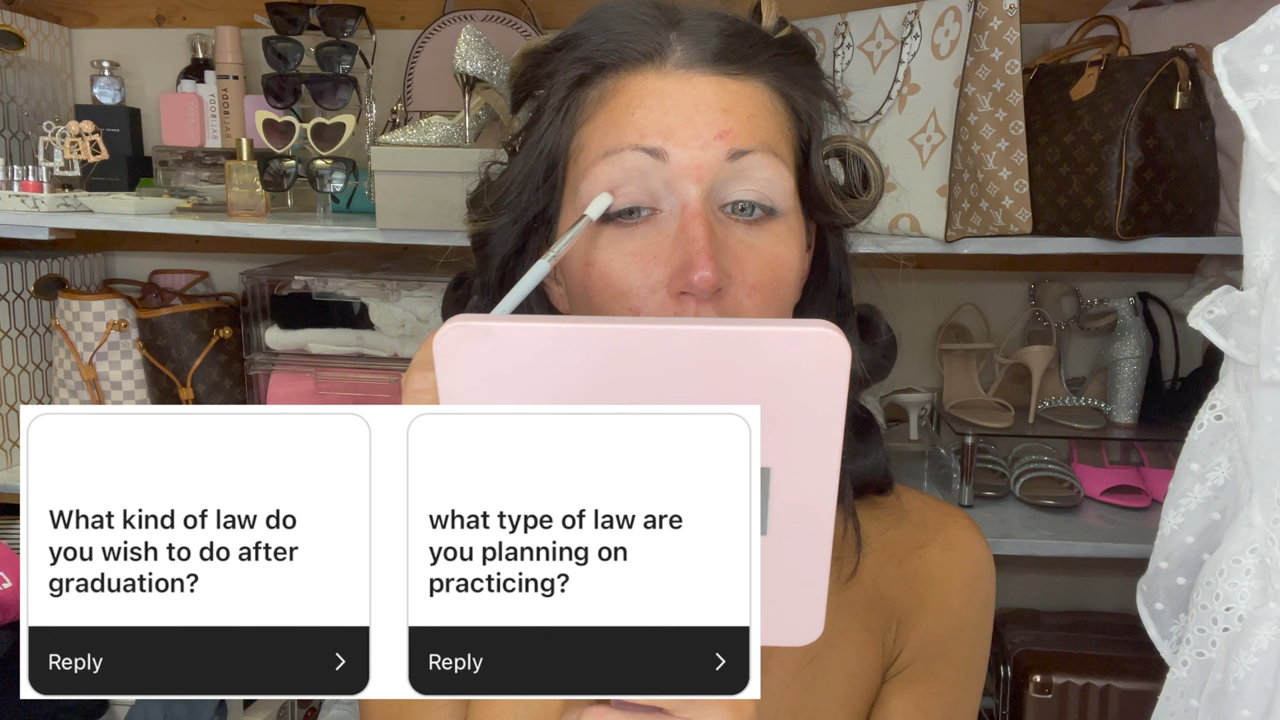 What kind of law do
you wish to do after
graduation?
Reply
what type of law are
you planning on
practicing?
Reply